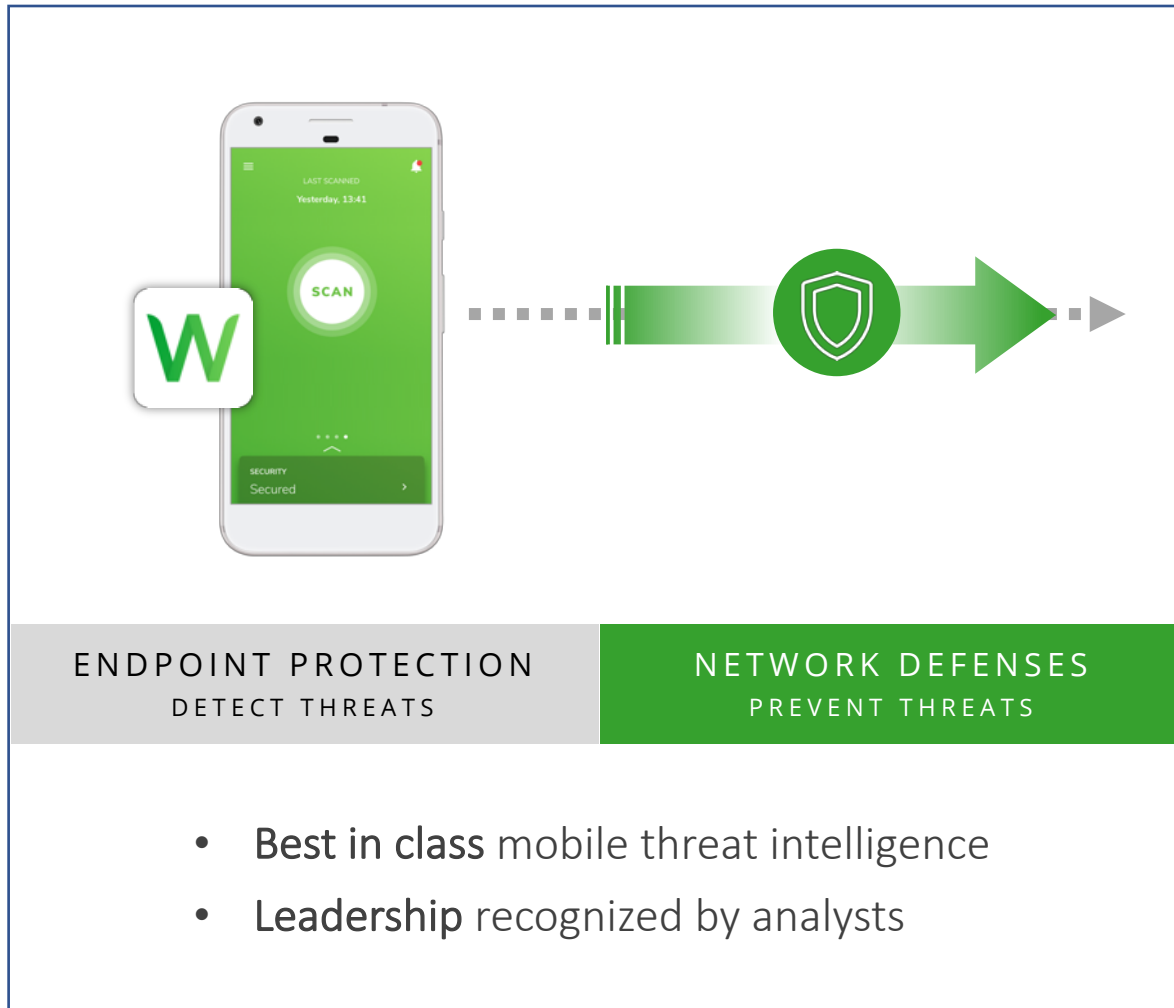 LAST SCANNED
Yesterday, 13:41
SCAN
W
SECURITY
Secured
ENDPOINT PROTECTION
DETECT THREATS
NETWORK DEFENSES
PREVENT THREATS
• Best in class mobile threat intelligence
• Leadership recognized by analysts